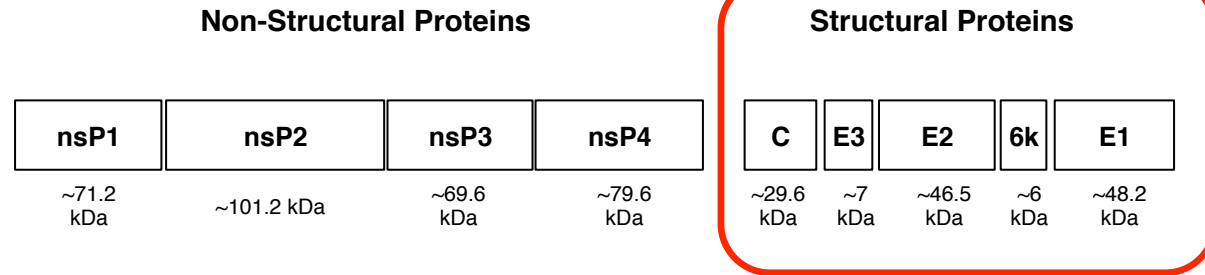 Non-Structural Proteins
Structural Proteins
nsP1
nsP2
nsP3
nsP4
C
E3
E2
6k
E1
~71.2
kDa
~101.2 kDa
~69.6
kDa
~79.6
kDa
~29.6
kDa
~7
kDa
~46.5
kDa
~6
kDa
~48.2
kDa